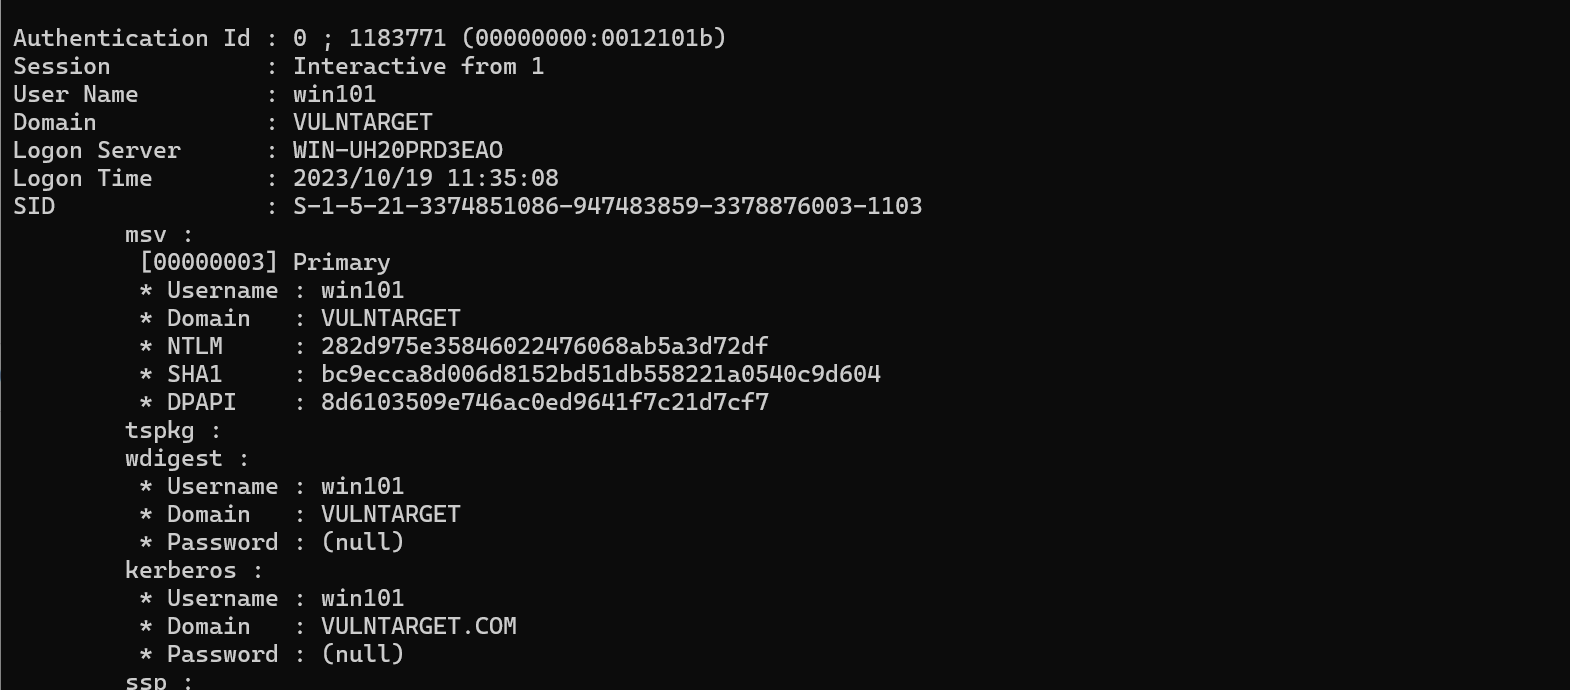 Authentication Id : 0 ; 1183771 (00000000:0012101b)
Session           : Interactive from 1
User Name         : win101
Domain            : VULNTARGET
Logon Server      : WIN-UH20PRD3EAO
Logon Time        : 2023/10/19 11:35:08
SID               : S-1-5-21-3374851086-947483859-3378876003-1103
        msv :
         [00000003] Primary
         * Username : win101
         * Domain   : VULNTARGET
         * NTLM     : 282d975e35846022476068ab5a3d72df
         * SHA1     : bc9ecca8d006d8152bd51db558221a0540c9d604
         * DPAPI    : 8d6103509e746ac0ed9641f7c21d7cf7
        tspkg :
        wdigest :
         * Username : win101
         * Domain   : VULNTARGET
         * Password : (null)
        kerberos :
         * Username : win101
         * Domain   : VULNTARGET.COM
         * Password : (null)
        ssp :